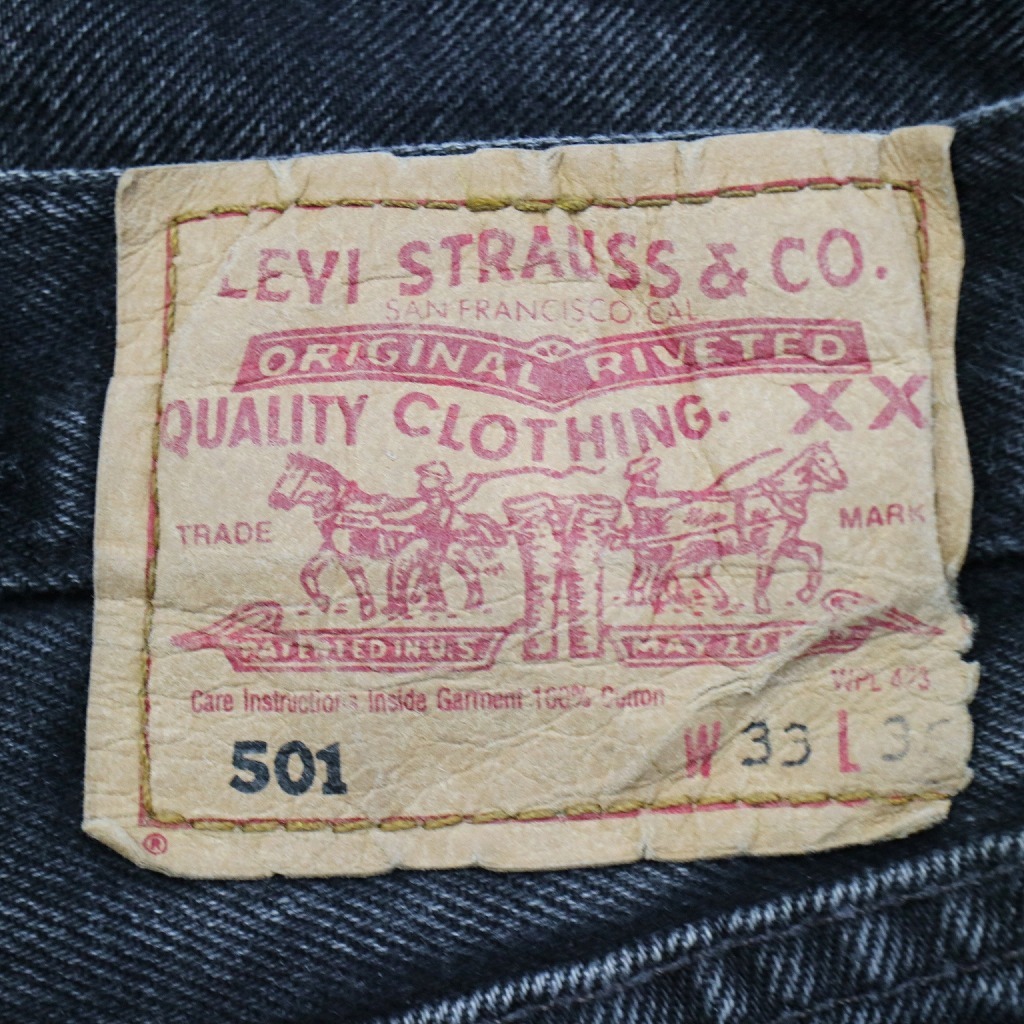 LEVI STRAUSS & CO.
SAN FRANCISCO, CAL.
ORIGINAL RIVETED
QUALITY CLOTHING. XX
TRADE MARK
PATENTED IN U.S. MAY 20
WPL 423
Care Instructions Inside Garment 100% Cotton
501 W 33 L
®